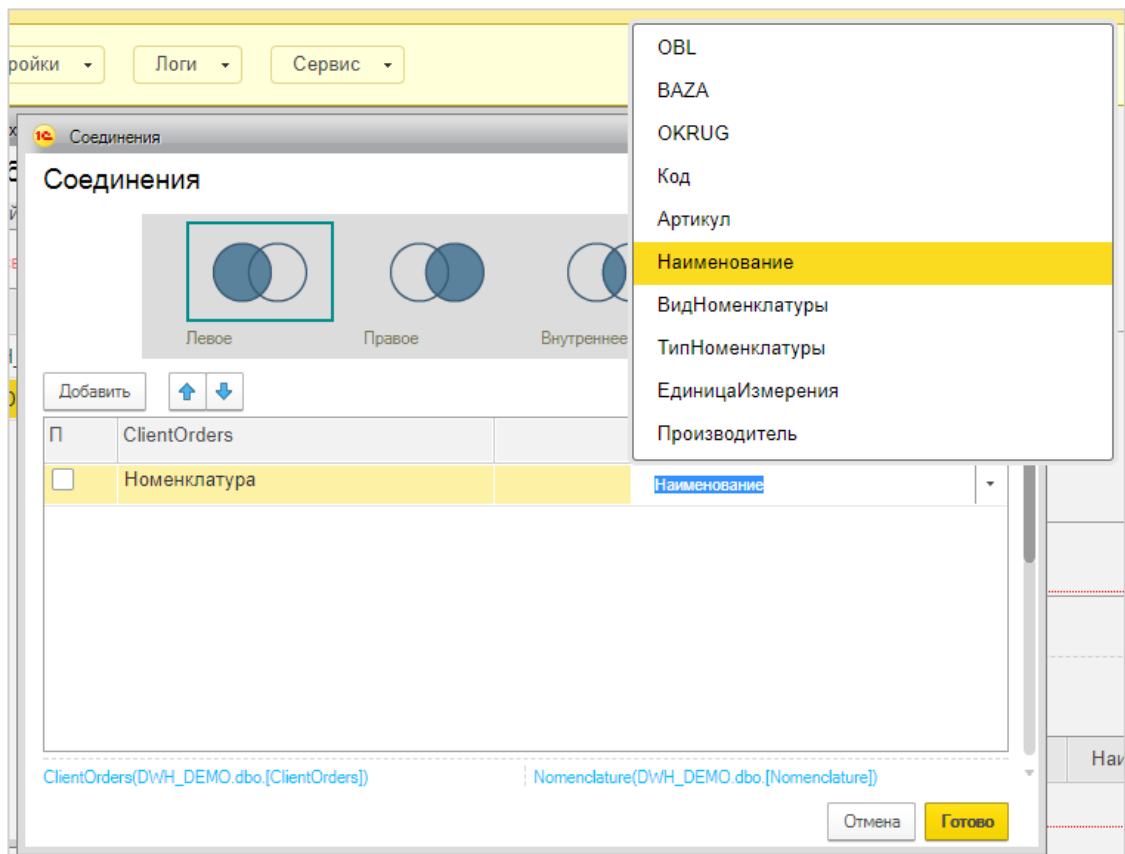 ройки
Логи
Сервис
OBL
BAZA
OKRUG
Код
Артикул
Наименование
ВидНоменклатуры
ТипНоменклатуры
ЕдиницаИзмерения
Производитель
1С Соединения
Соединения
Левое
Правое
Внутреннее
Добавить
П
ClientOrders
Номенклатура
Наименование
ClientOrders(DWH_DEMO.dbo.[ClientOrders])
Nomenclature(DWH_DEMO.dbo.[Nomenclature])
Наи
Отмена
Готово